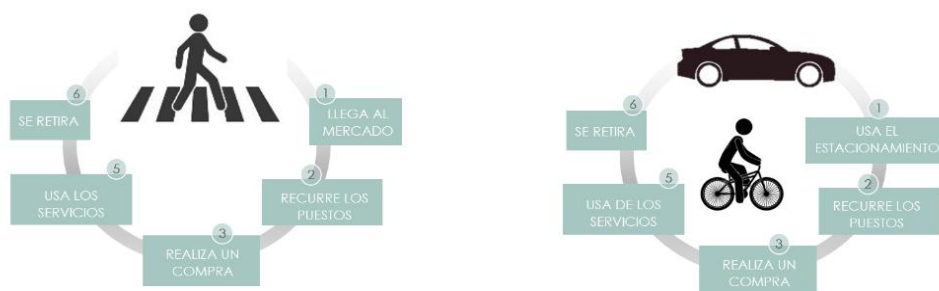 1
LLEGA AL
MERCADO
2
RECURRE LOS
PUESTOS
3
REALIZA UN
COMPRA
5
USA LOS
SERVICIOS
6
SE RETIRA
1
USA EL
ESTACIONAMIENTO
2
RECURRE LOS
PUESTOS
3
REALIZA UN
COMPRA
5
USA DE LOS
SERVICIOS
6
SE RETIRA